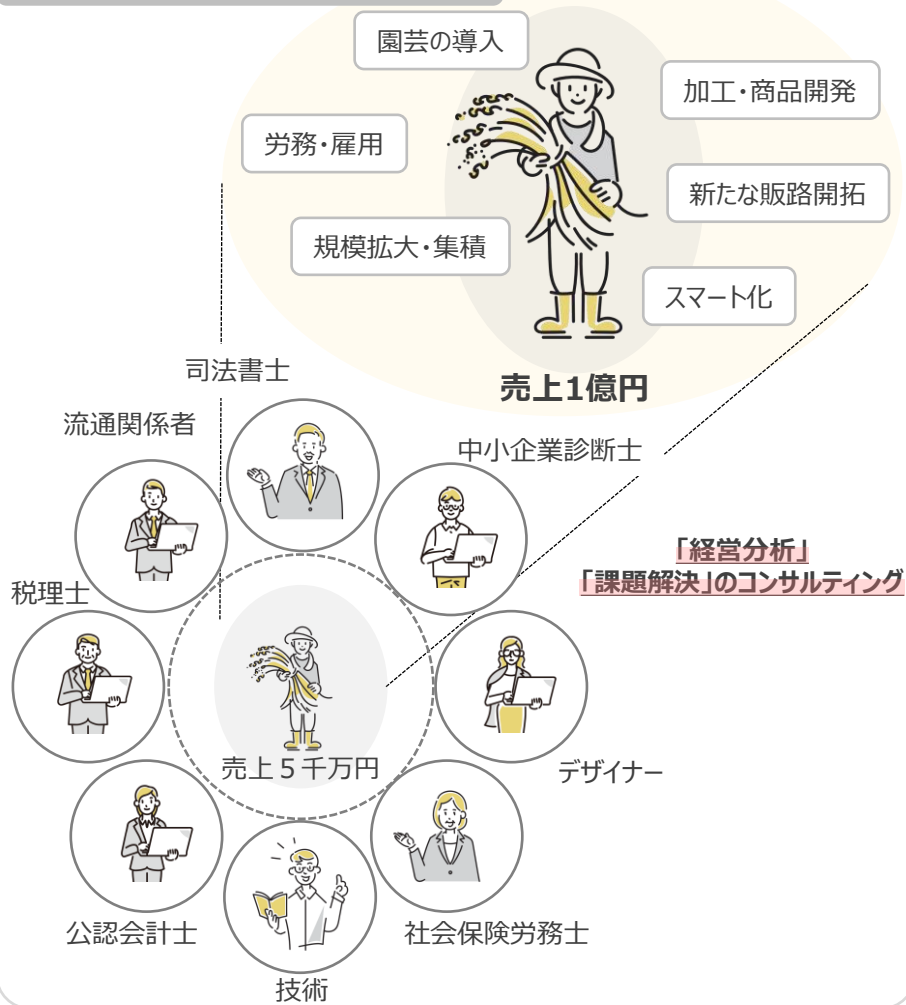 園芸の導入
加工・商品開発
労務・雇用
新たな販路開拓
規模拡大・集積
スマート化
売上1億円
司法書士
流通関係者
中小企業診断士
「経営分析」
「課題解決」のコンサルティング
税理士
売上５千万円
デザイナー
公認会計士
社会保険労務士
技術